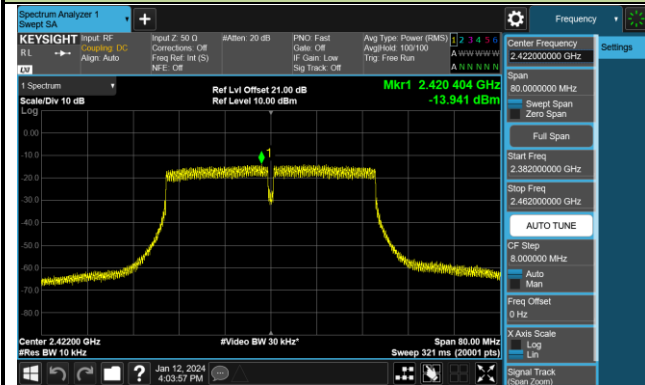 Spectrum Analyzer 1
Swept SA
+
Frequency
KEYSIGHT Input: RF Input Z: 50 Ω #Atten: 20 dB PNO: Fast Avg Type: Power (RMS) 1 2 3 4 5 6
RL Coupling: DC Corrections: Off Gate: Off Avg|Hold: 100/100 A W W W W W
Align: Auto Freq Ref: Int (S) IF Gain: Low Trig: Free Run
NFE: Off Sig Track: Off A N N N N N
1 Spectrum Ref Lvl Offset 21.00 dB Mkr1 2.420 404 GHz
Scale/Div 10 dB Ref Level 10.00 dBm -13.941 dBm
Log
0.00
1
-10.0
-20.0
-30.0
-40.0
-50.0
-60.0
-70.0
-80.0
Center 2.42200 GHz #Video BW 30 kHz* Span 80.00 MHz
#Res BW 10 kHz Sweep 321 ms (20001 pts)
? Jan 12, 2024
4:03:57 PM
Center Frequency
2.422000000 GHz
Settings
Span
80.0000000 MHz
Swept Span
Zero Span
Full Span
Start Freq
2.382000000 GHz
Stop Freq
2.462000000 GHz
AUTO TUNE
CF Step
8.000000 MHz
Auto
Man
Freq Offset
0 Hz
X Axis Scale
Log
Lin
Signal Track
(Span Zoom)